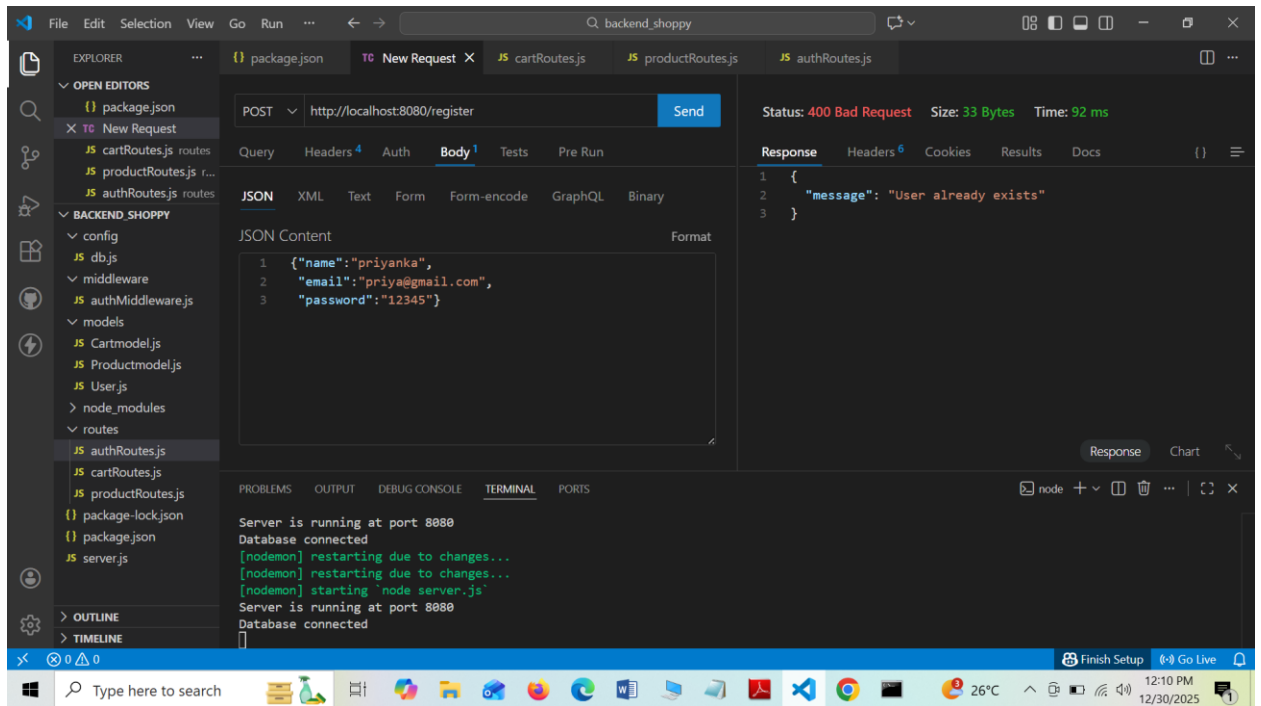 File Edit Selection View Go Run ··· backend_shoppy
EXPLORER ···
OPEN EDITORS
{} package.json
TC New Request
JS cartRoutes.js routes
JS productRoutes.js r...
JS authRoutes.js routes
BACKEND_SHOPPY
config
JS db.js
middleware
JS authMiddleware.js
models
JS Cartmodel.js
JS Productmodel.js
JS User.js
node_modules
routes
JS authRoutes.js
JS cartRoutes.js
JS productRoutes.js
{} package-lock.json
{} package.json
JS server.js
OUTLINE
TIMELINE
{} package.json TC New Request JS cartRoutes.js JS productRoutes.js JS authRoutes.js ···
POST http://localhost:8080/register Send
Query Headers 4 Auth Body 1 Tests Pre Run
JSON XML Text Form Form-encode GraphQL Binary
JSON Content Format
1 {"name":"priyanka",
2 "email":"priya@gmail.com",
3 "password":"12345"}
Status: 400 Bad Request Size: 33 Bytes Time: 92 ms
Response Headers 6 Cookies Results Docs {}
1 {
2 "message": "User already exists"
3 }
Response Chart
PROBLEMS OUTPUT DEBUG CONSOLE TERMINAL PORTS node ···
Server is running at port 8080
Database connected
[nodemon] restarting due to changes...
[nodemon] restarting due to changes...
[nodemon] starting `node server.js`
Server is running at port 8080
Database connected
0 0 Finish Setup Go Live
Type here to search 3 26°C 12:10 PM
12/30/2025 1